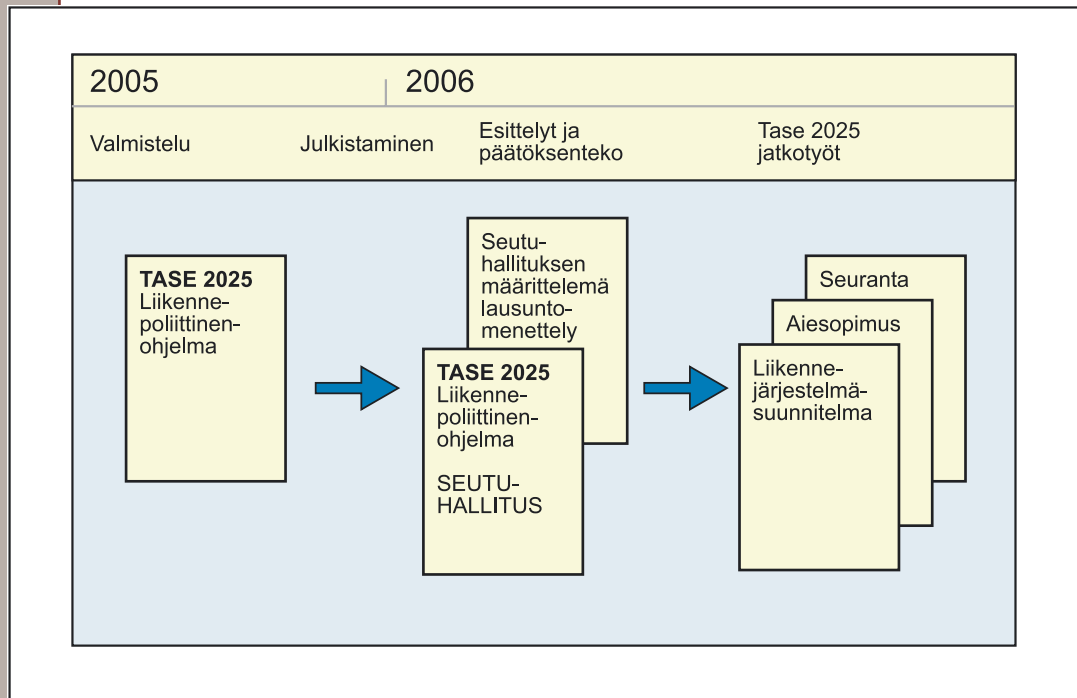 2005
2006
Valmistelu
Julkistaminen
Esittelyt ja
päätöksenteko
Tase 2025
jatkotyöt
TASE 2025
Liikenne-
poliittinen-
ohjelma
Seutu-
hallituksen
määrittelemä
lausunto-
menettely
TASE 2025
Liikenne-
poliittinen-
ohjelma
SEUTU-
HALLITUS
Seuranta
Aiesopimus
Liikenne-
järjestelmä-
suunnitelma